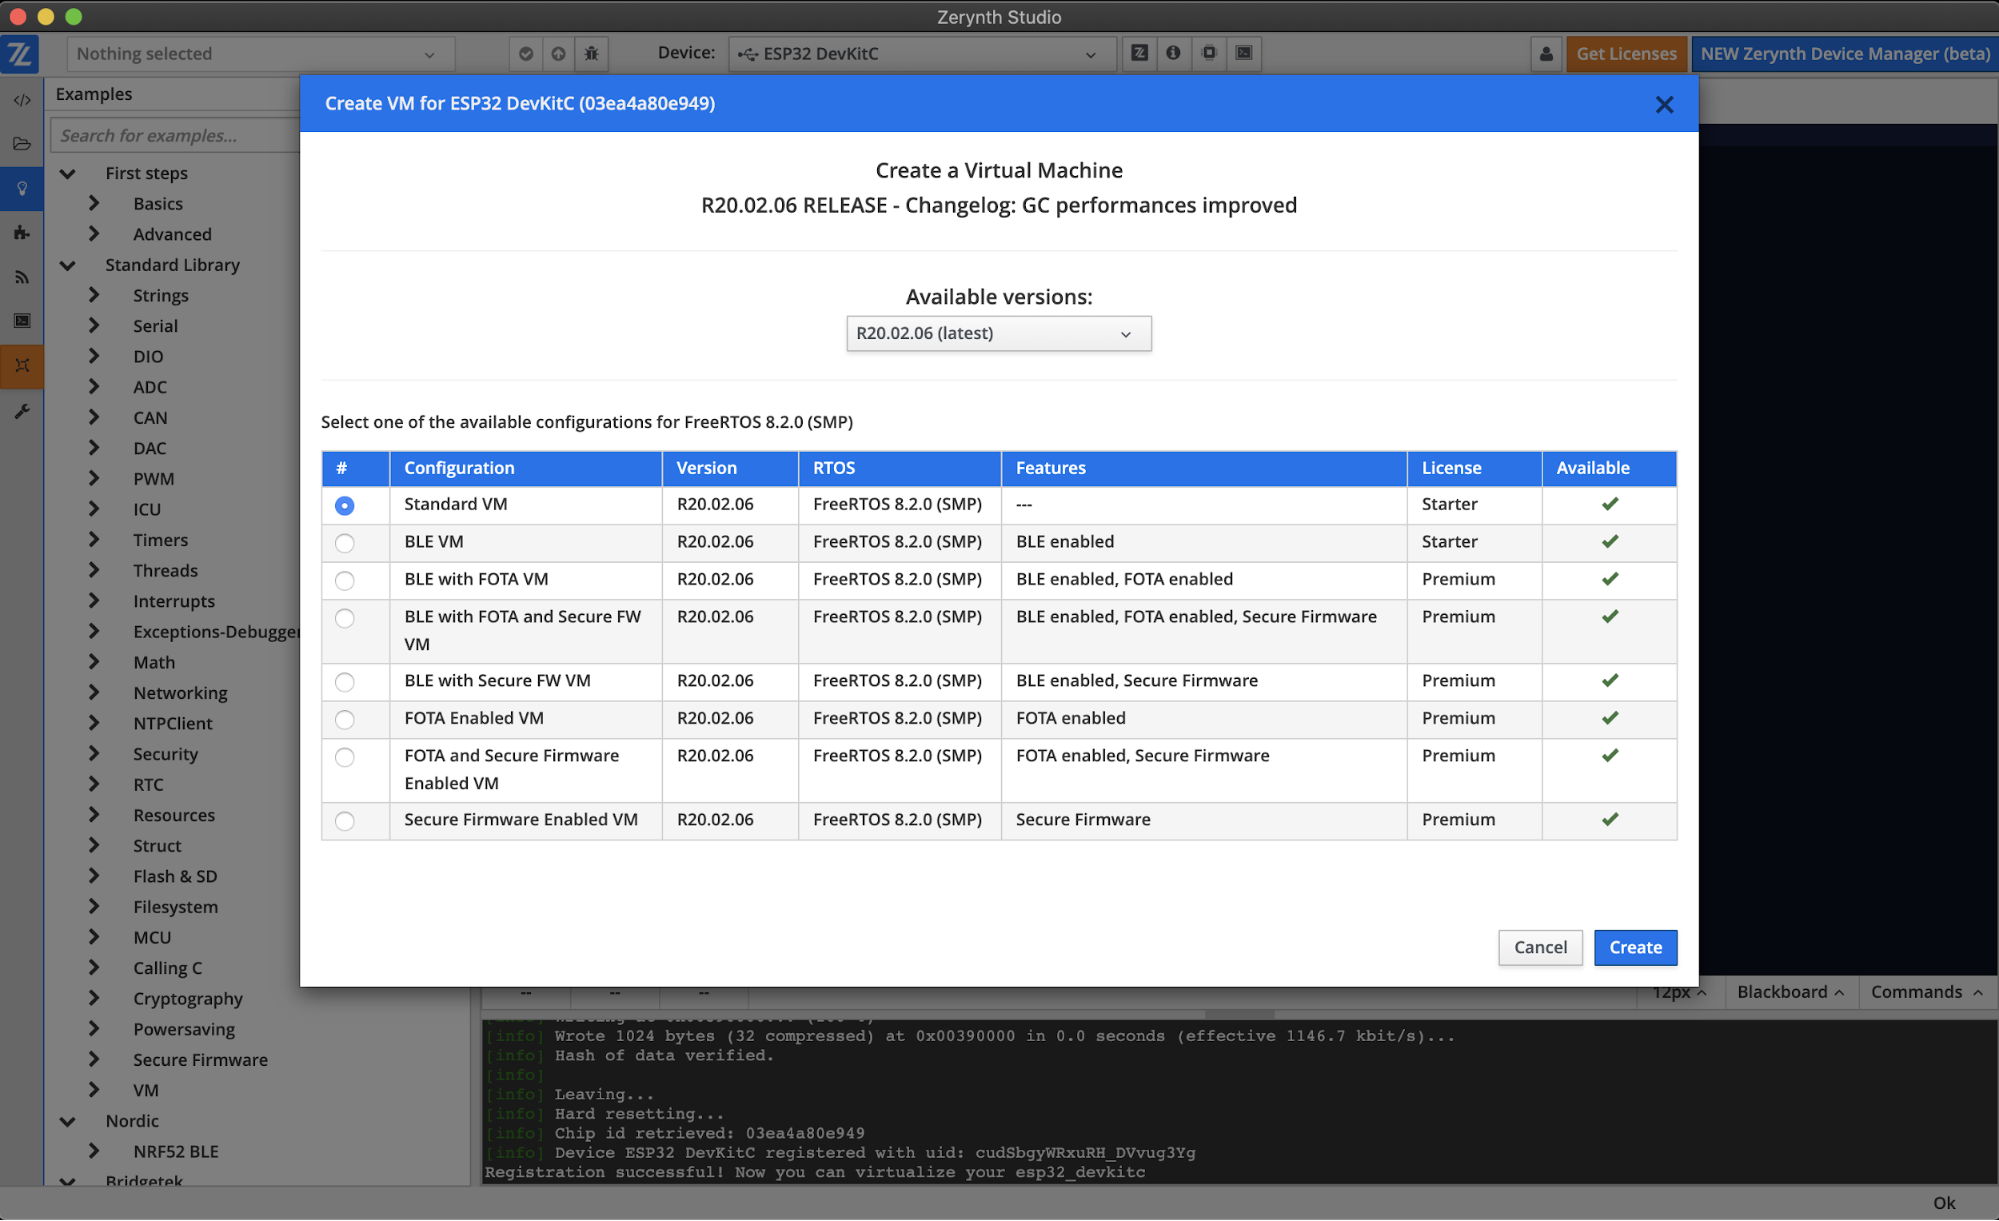 Zerynth Studio
Nothing selected
Device:
ESP32 DevKitC
Get Licenses
NEW Zerynth Device Manager (beta)
Examples
Search for examples...
First steps
Basics
Advanced
Standard Library
Strings
Serial
DIO
ADC
CAN
DAC
PWM
ICU
Timers
Threads
Interrupts
Exceptions-Debugger
Math
Networking
NTPClient
Security
RTC
Resources
Struct
Flash & SD
Filesystem
MCU
Calling C
Cryptography
Powersaving
Secure Firmware
VM
Nordic
NRF52 BLE
Bridgetek
Create VM for ESP32 DevKitC (03ea4a80e949)
Create a Virtual Machine
R20.02.06 RELEASE - Changelog: GC performances improved
Available versions:
R20.02.06 (latest)
Select one of the available configurations for FreeRTOS 8.2.0 (SMP)
# Configuration Version RTOS Features License Available
Standard VM R20.02.06 FreeRTOS 8.2.0 (SMP) --- Starter
BLE VM R20.02.06 FreeRTOS 8.2.0 (SMP) BLE enabled Starter
BLE with FOTA VM R20.02.06 FreeRTOS 8.2.0 (SMP) BLE enabled, FOTA enabled Premium
BLE with FOTA and Secure FW R20.02.06 FreeRTOS 8.2.0 (SMP) BLE enabled, FOTA enabled, Secure Firmware Premium
VM
BLE with Secure FW VM R20.02.06 FreeRTOS 8.2.0 (SMP) BLE enabled, Secure Firmware Premium
FOTA Enabled VM R20.02.06 FreeRTOS 8.2.0 (SMP) FOTA enabled Premium
FOTA and Secure Firmware R20.02.06 FreeRTOS 8.2.0 (SMP) FOTA enabled, Secure Firmware Premium
Enabled VM
Secure Firmware Enabled VM R20.02.06 FreeRTOS 8.2.0 (SMP) Secure Firmware Premium
Cancel
Create
-- -- --
12px
Blackboard
Commands
[info] Wrote 1024 bytes (32 compressed) at 0x00390000 in 0.0 seconds (effective 1146.7 kbit/s)...
[info] Hash of data verified.
[info]
[info] Leaving...
[info] Hard resetting...
[info] Chip id retrieved: 03ea4a80e949
[info] Device ESP32 DevKitC registered with uid: cudSbgyWRxuRH_DVvug3Yg
Registration successful! Now you can virtualize your esp32_devkitc
Ok